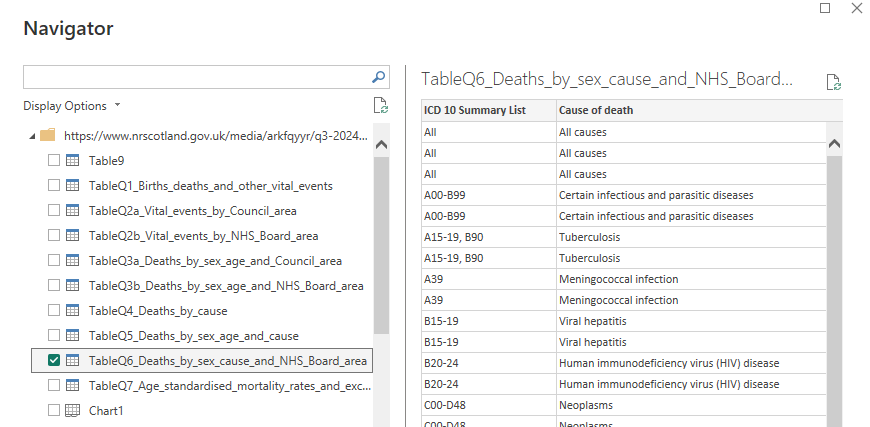 Navigator
Display Options
https://www.nrscotland.gov.uk/media/arkfqyyr/q3-2024...
Table9
TableQ1_Births_deaths_and_other_vital_events
TableQ2a_Vital_events_by_Council_area
TableQ2b_Vital_events_by_NHS_Board_area
TableQ3a_Deaths_by_sex_age_and_Council_area
TableQ3b_Deaths_by_sex_age_and_NHS_Board_area
TableQ4_Deaths_by_cause
TableQ5_Deaths_by_sex_age_and_cause
TableQ6_Deaths_by_sex_cause_and_NHS_Board_area
TableQ7_Age_standardised_mortality_rates_and_exc...
Chart1
TableQ6_Deaths_by_sex_cause_and_NHS_Board...
ICD 10 Summary List Cause of death
All All causes
All All causes
All All causes
A00-B99 Certain infectious and parasitic diseases
A00-B99 Certain infectious and parasitic diseases
A15-19, B90 Tuberculosis
A15-19, B90 Tuberculosis
A39 Meningococcal infection
A39 Meningococcal infection
B15-19 Viral hepatitis
B15-19 Viral hepatitis
B20-24 Human immunodeficiency virus (HIV) disease
B20-24 Human immunodeficiency virus (HIV) disease
C00-D48 Neoplasms
C00-D48 Neoplasms